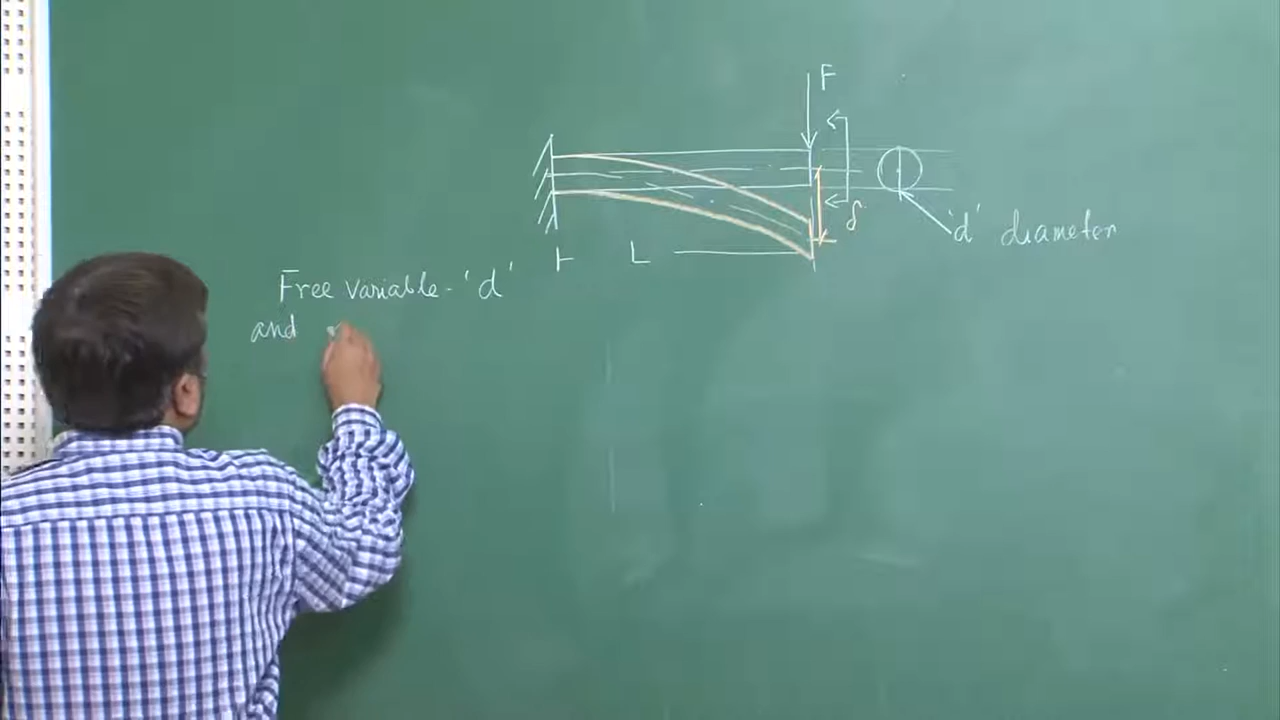 F
δ
'd' diameter
L
Free variable - 'd'
and